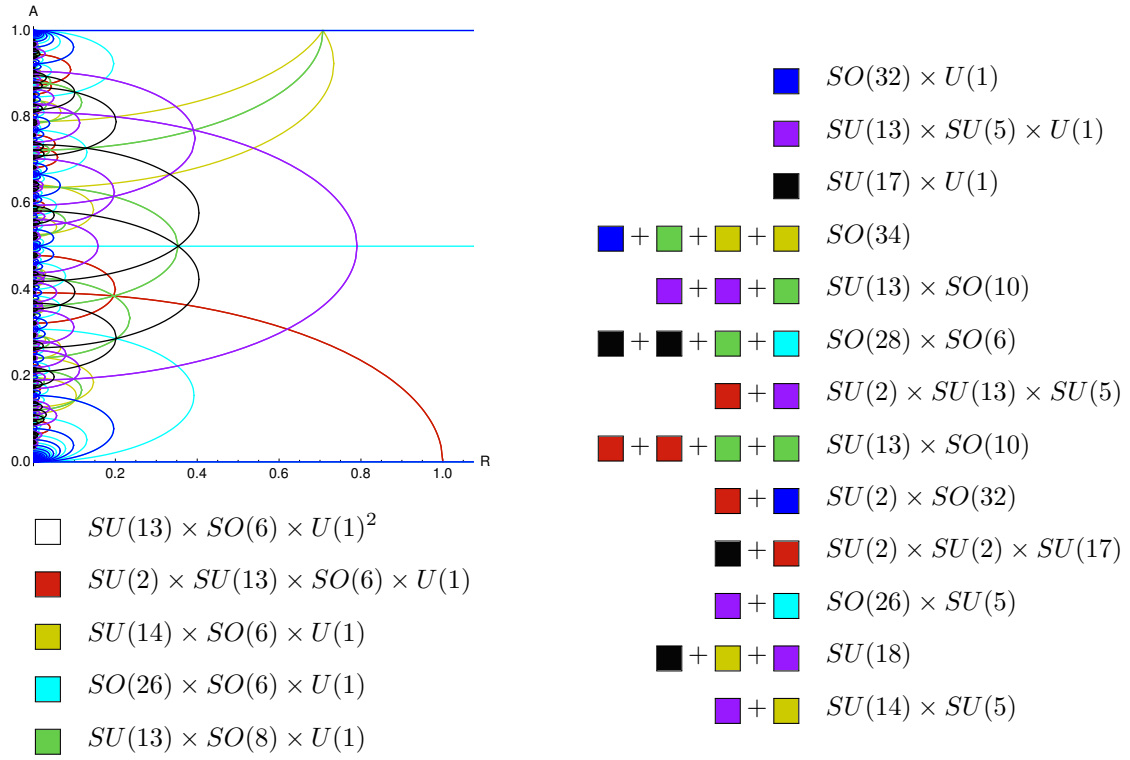 A
1.0
0.8
0.6
0.4
0.2
0.0
0.2
0.4
0.6
0.8
1.0
R
SU(13) × SO(6) × U(1)²
SU(2) × SU(13) × SO(6) × U(1)
SU(14) × SO(6) × U(1)
SO(26) × SO(6) × U(1)
SU(13) × SO(8) × U(1)
SO(32) × U(1)
SU(13) × SU(5) × U(1)
SU(17) × U(1)
+ + + SO(34)
+ + SU(13) × SO(10)
+ + + SO(28) × SO(6)
+ SU(2) × SU(13) × SU(5)
+ + + SU(13) × SO(10)
+ SU(2) × SO(32)
+ SU(2) × SU(2) × SU(17)
+ SO(26) × SU(5)
+ + SU(18)
+ SU(14) × SU(5)